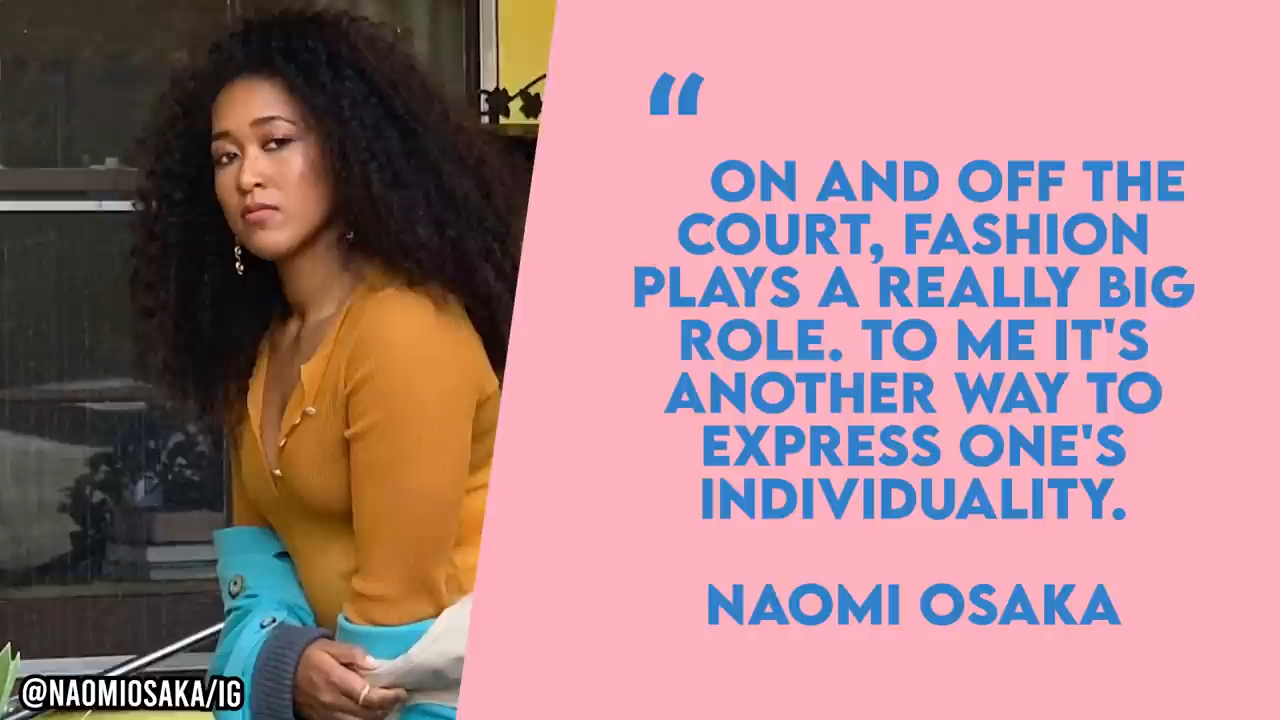 “
ON AND OFF THE
COURT, FASHION
PLAYS A REALLY BIG
ROLE. TO ME IT'S
ANOTHER WAY TO
EXPRESS ONE'S
INDIVIDUALITY.
NAOMI OSAKA
@NAOMIOSAKA/IG